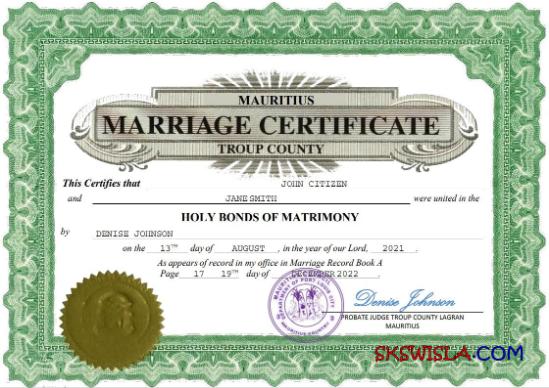 MAURITIUS
MARRIAGE CERTIFICATE
TROUP COUNTY
This Certifies that JOHN CITIZEN
and JANESMITH were united in the
HOLY BONDS OF MATRIMONY
by DENISE JOHNSON
on the 13TH day of AUGUST , in the year of our Lord, 2021 .
As appears of record in my office in Marriage Record Book A
Page 17 19TH day of DECEMBER 2022 .
Denise Johnson
PROBATE JUDGE TROUP COUNTY LAGRAN
MAURITIUS
SKSWISLA.COM